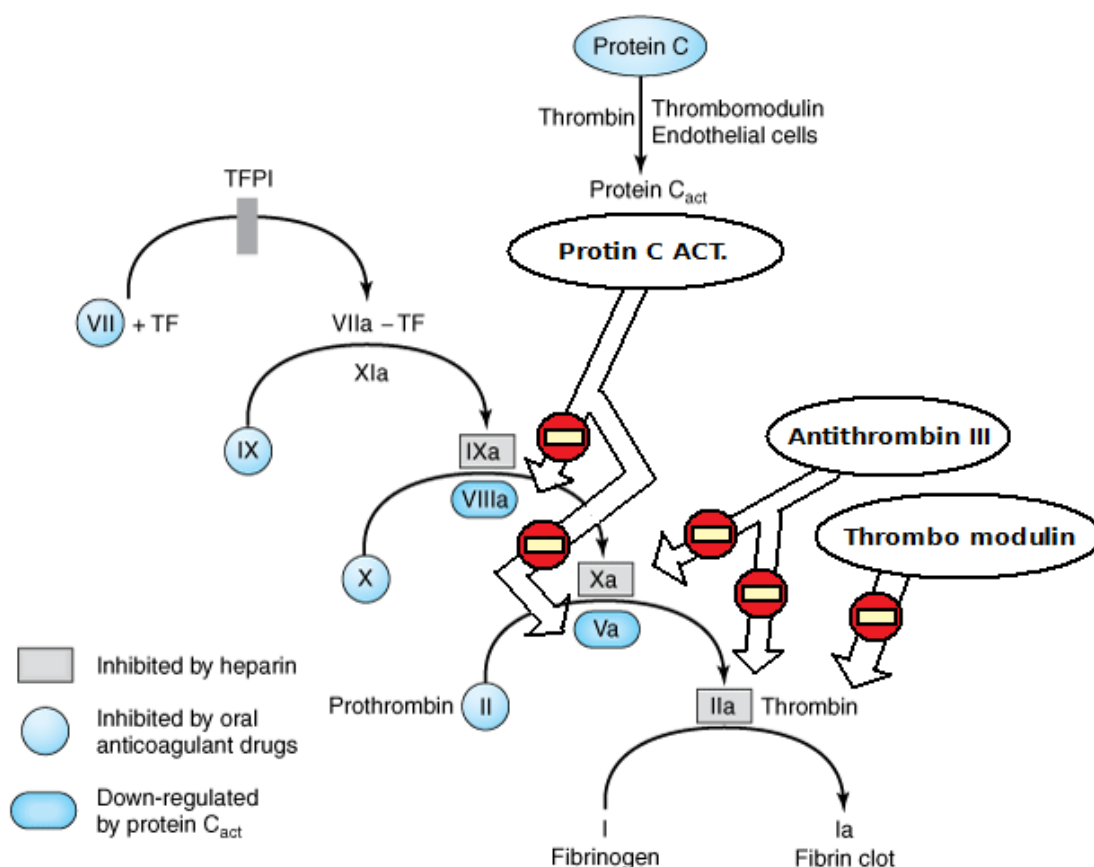 Protein C
Thrombin
Thrombomodulin
Endothelial cells
Protein Cact
TFPI
Protin C ACT.
VII + TF
VIIa – TF
XIa
IX
IXa
Antithrombin III
VIIIa
Thrombo modulin
X
Xa
Va
Inhibited by heparin
Prothrombin II
IIa Thrombin
Inhibited by oral
anticoagulant drugs
Down-regulated
by protein Cact
I
Fibrinogen
Ia
Fibrin clot